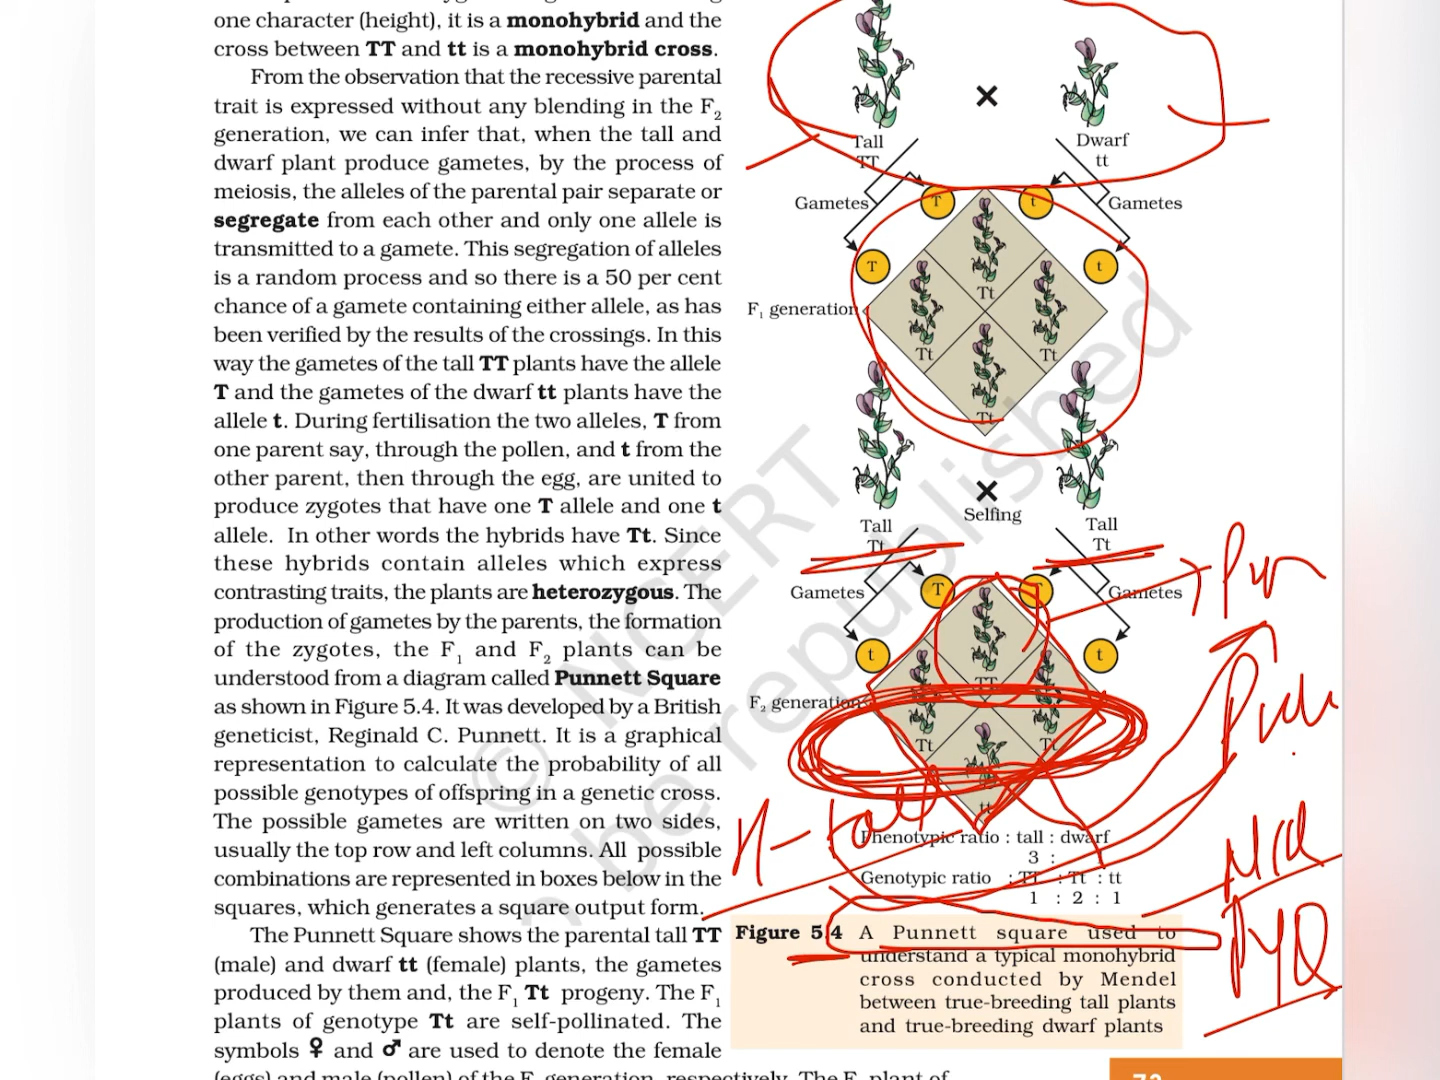 one character (height), it is a monohybrid and the
cross between TT and tt is a monohybrid cross.
From the observation that the recessive parental
trait is expressed without any blending in the F2
generation, we can infer that, when the tall and
dwarf plant produce gametes, by the process of
meiosis, the alleles of the parental pair separate or
segregate from each other and only one allele is
transmitted to a gamete. This segregation of alleles
is a random process and so there is a 50 per cent
chance of a gamete containing either allele, as has
been verified by the results of the crossings. In this
way the gametes of the tall TT plants have the allele
T and the gametes of the dwarf tt plants have the
allele t. During fertilisation the two alleles, T from
one parent say, through the pollen, and t from the
other parent, then through the egg, are united to
produce zygotes that have one T allele and one t
allele. In other words the hybrids have Tt. Since
these hybrids contain alleles which express
contrasting traits, the plants are heterozygous. The
production of gametes by the parents, the formation
of the zygotes, the F1 and F2 plants can be
understood from a diagram called Punnett Square
as shown in Figure 5.4. It was developed by a British
geneticist, Reginald C. Punnett. It is a graphical
representation to calculate the probability of all
possible genotypes of offspring in a genetic cross.
The possible gametes are written on two sides,
usually the top row and left columns. All possible
combinations are represented in boxes below in the
squares, which generates a square output form.
The Punnett Square shows the parental tall TT
(male) and dwarf tt (female) plants, the gametes
produced by them and, the F1 Tt progeny. The F1
plants of genotype Tt are self-pollinated. The
symbols ♀ and ♂ are used to denote the female
(eggs) and male (pollen) of the F1 generation, respectively. The F1 plant of
×
Tall Dwarf
TT tt
Gametes T t Gametes
T t
Tt
F1 generation
Tt Tt
Tt
×
Selfing
Tall Tall
Tt Tt
Gametes T T Gametes
t t
TT
F2 generation
Tt Tt
tt
Phenotypic ratio : tall : dwarf
3 :
Genotypic ratio : TT : Tt : tt
1 : 2 : 1
Figure 5.4 A Punnett square used to
understand a typical monohybrid
cross conducted by Mendel
between true-breeding tall plants
and true-breeding dwarf plants
H-tall
PYQ
© NCERT
be republished
73